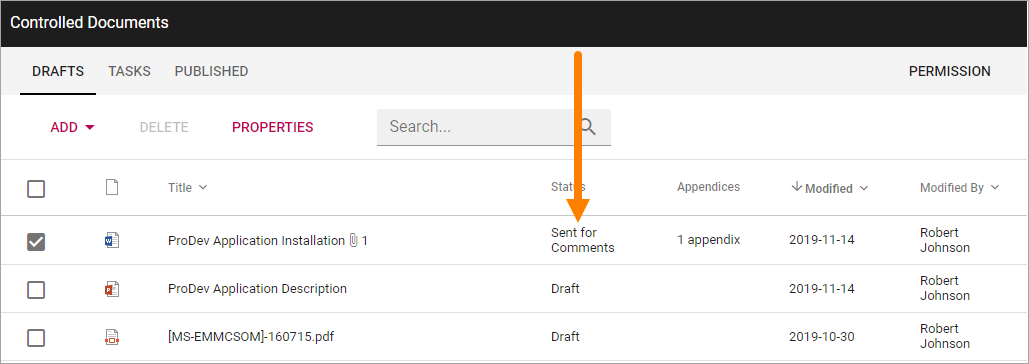 Controlled Documents
DRAFTS TASKS PUBLISHED PERMISSION
ADD DELETE PROPERTIES Search...
Title Status Appendices Modified Modified By
ProDev Application Installation 1 Sent for Comments 1 appendix 2019-11-14 Robert Johnson
ProDev Application Description Draft 2019-11-14 Robert Johnson
[MS-EMMCSOM]-160715.pdf Draft 2019-10-30 Robert Johnson